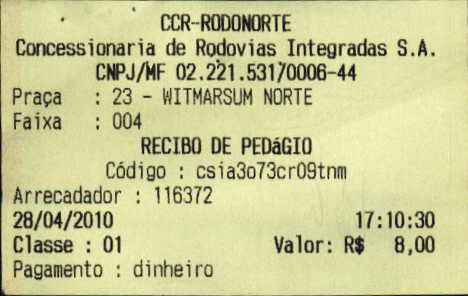 CCR-RODONORTE
Concessionaria de Rodovias Integradas S.A.
CNPJ/MF 02.221.531/0006-44
Praça : 23 - WITMARSUM NORTE
Faixa : 004
RECIBO DE PEDáGIO
Código : csia3o73cr09tnm
Arrecadador : 116372
28/04/2010 17:10:30
Classe : 01 Valor: R$ 8,00
Pagamento : dinheiro